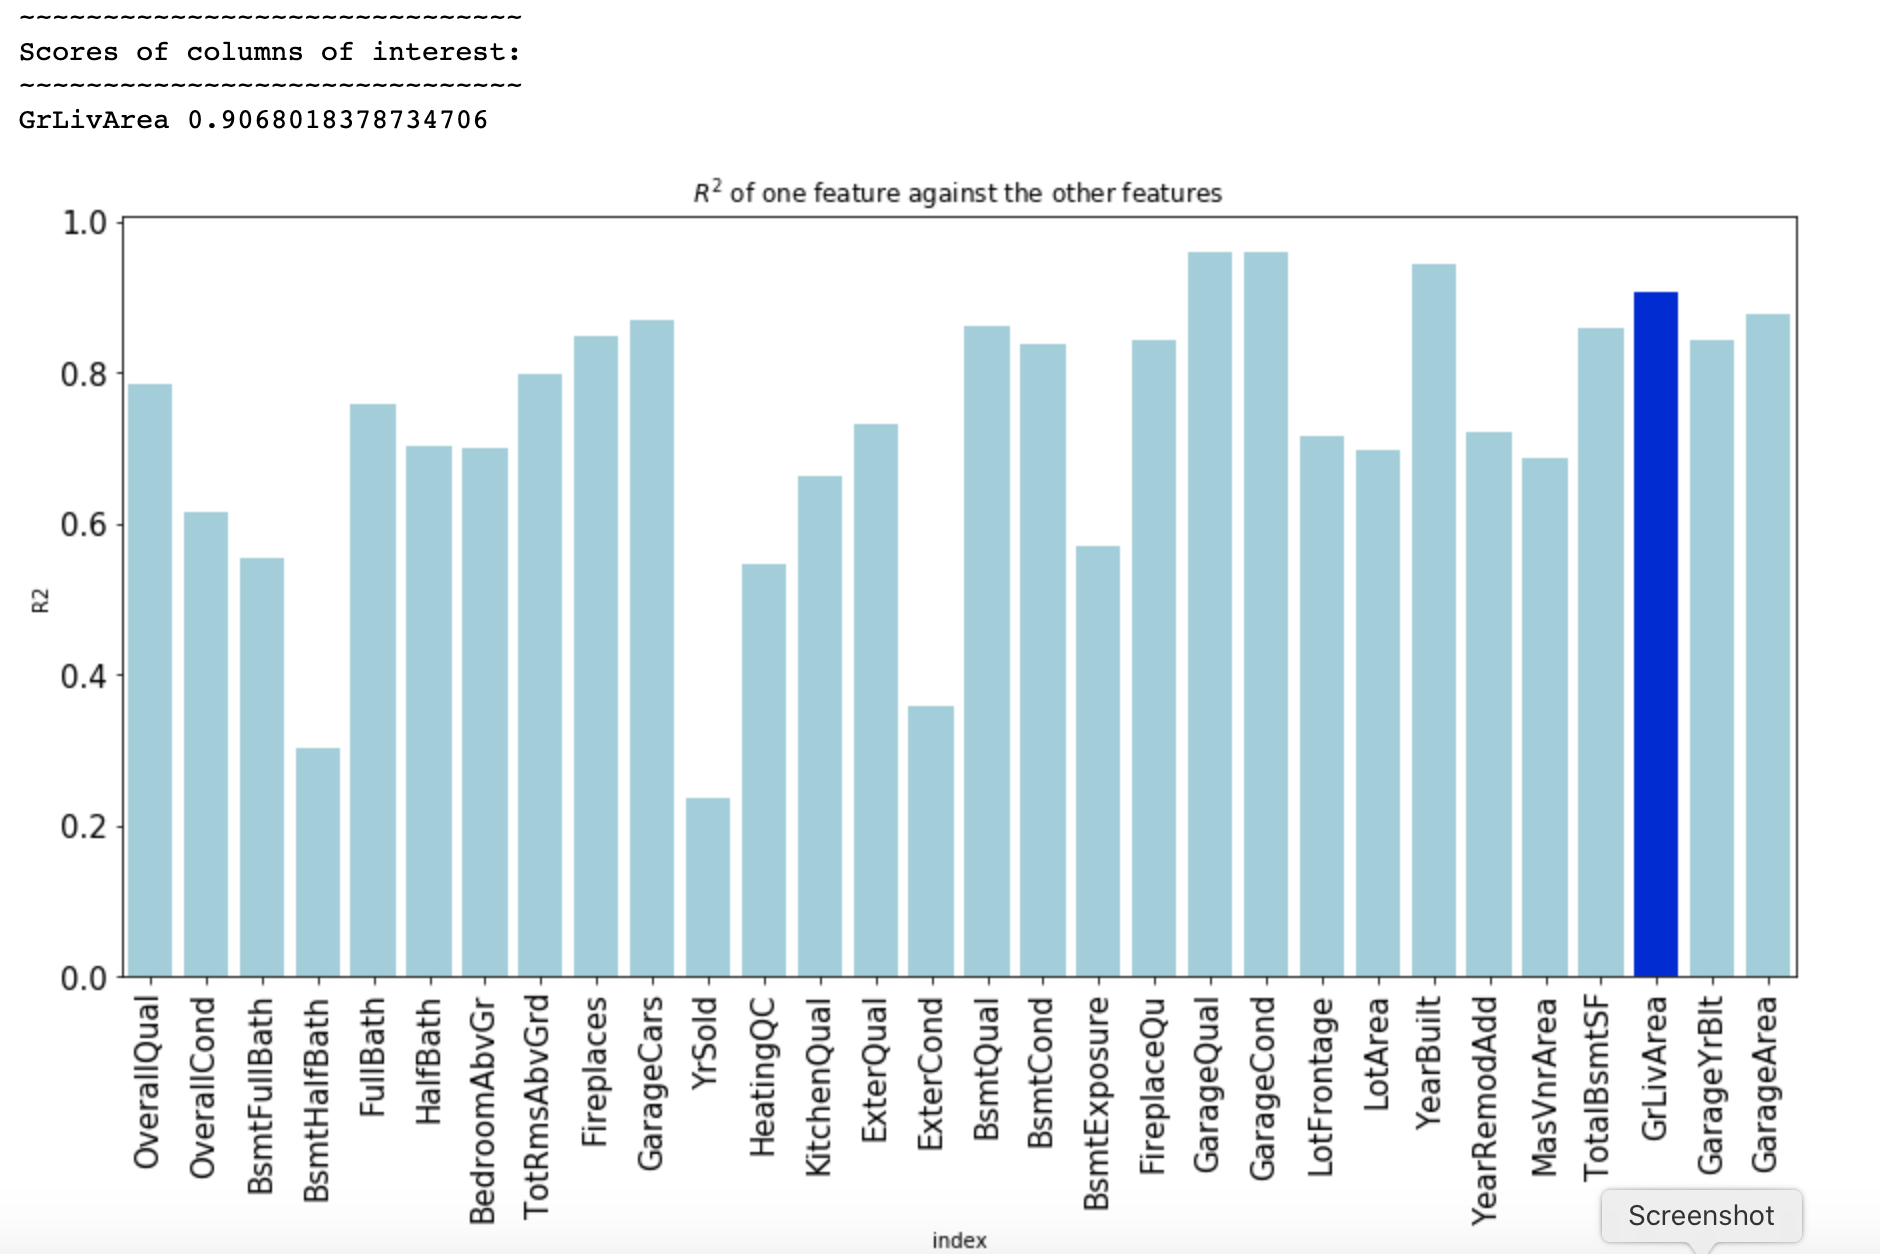 ~~~~~~~~~~~~~~~~~~~~~~~~~~~~~~
Scores of columns of interest:
~~~~~~~~~~~~~~~~~~~~~~~~~~~~~~
GrLivArea 0.9068018378734706
R² of one feature against the other features
1.0
0.8
0.6
0.4
0.2
0.0
R2
OverallQual
OverallCond
BsmtFullBath
BsmtHalfBath
FullBath
HalfBath
BedroomAbvGr
TotRmsAbvGrd
Fireplaces
GarageCars
YrSold
HeatingQC
KitchenQual
ExterQual
ExterCond
BsmtQual
BsmtCond
BsmtExposure
FireplaceQu
GarageQual
GarageCond
LotFrontage
LotArea
YearBuilt
YearRemodAdd
MasVnrArea
TotalBsmtSF
GrLivArea
GarageYrBlt
GarageArea
index
Screenshot